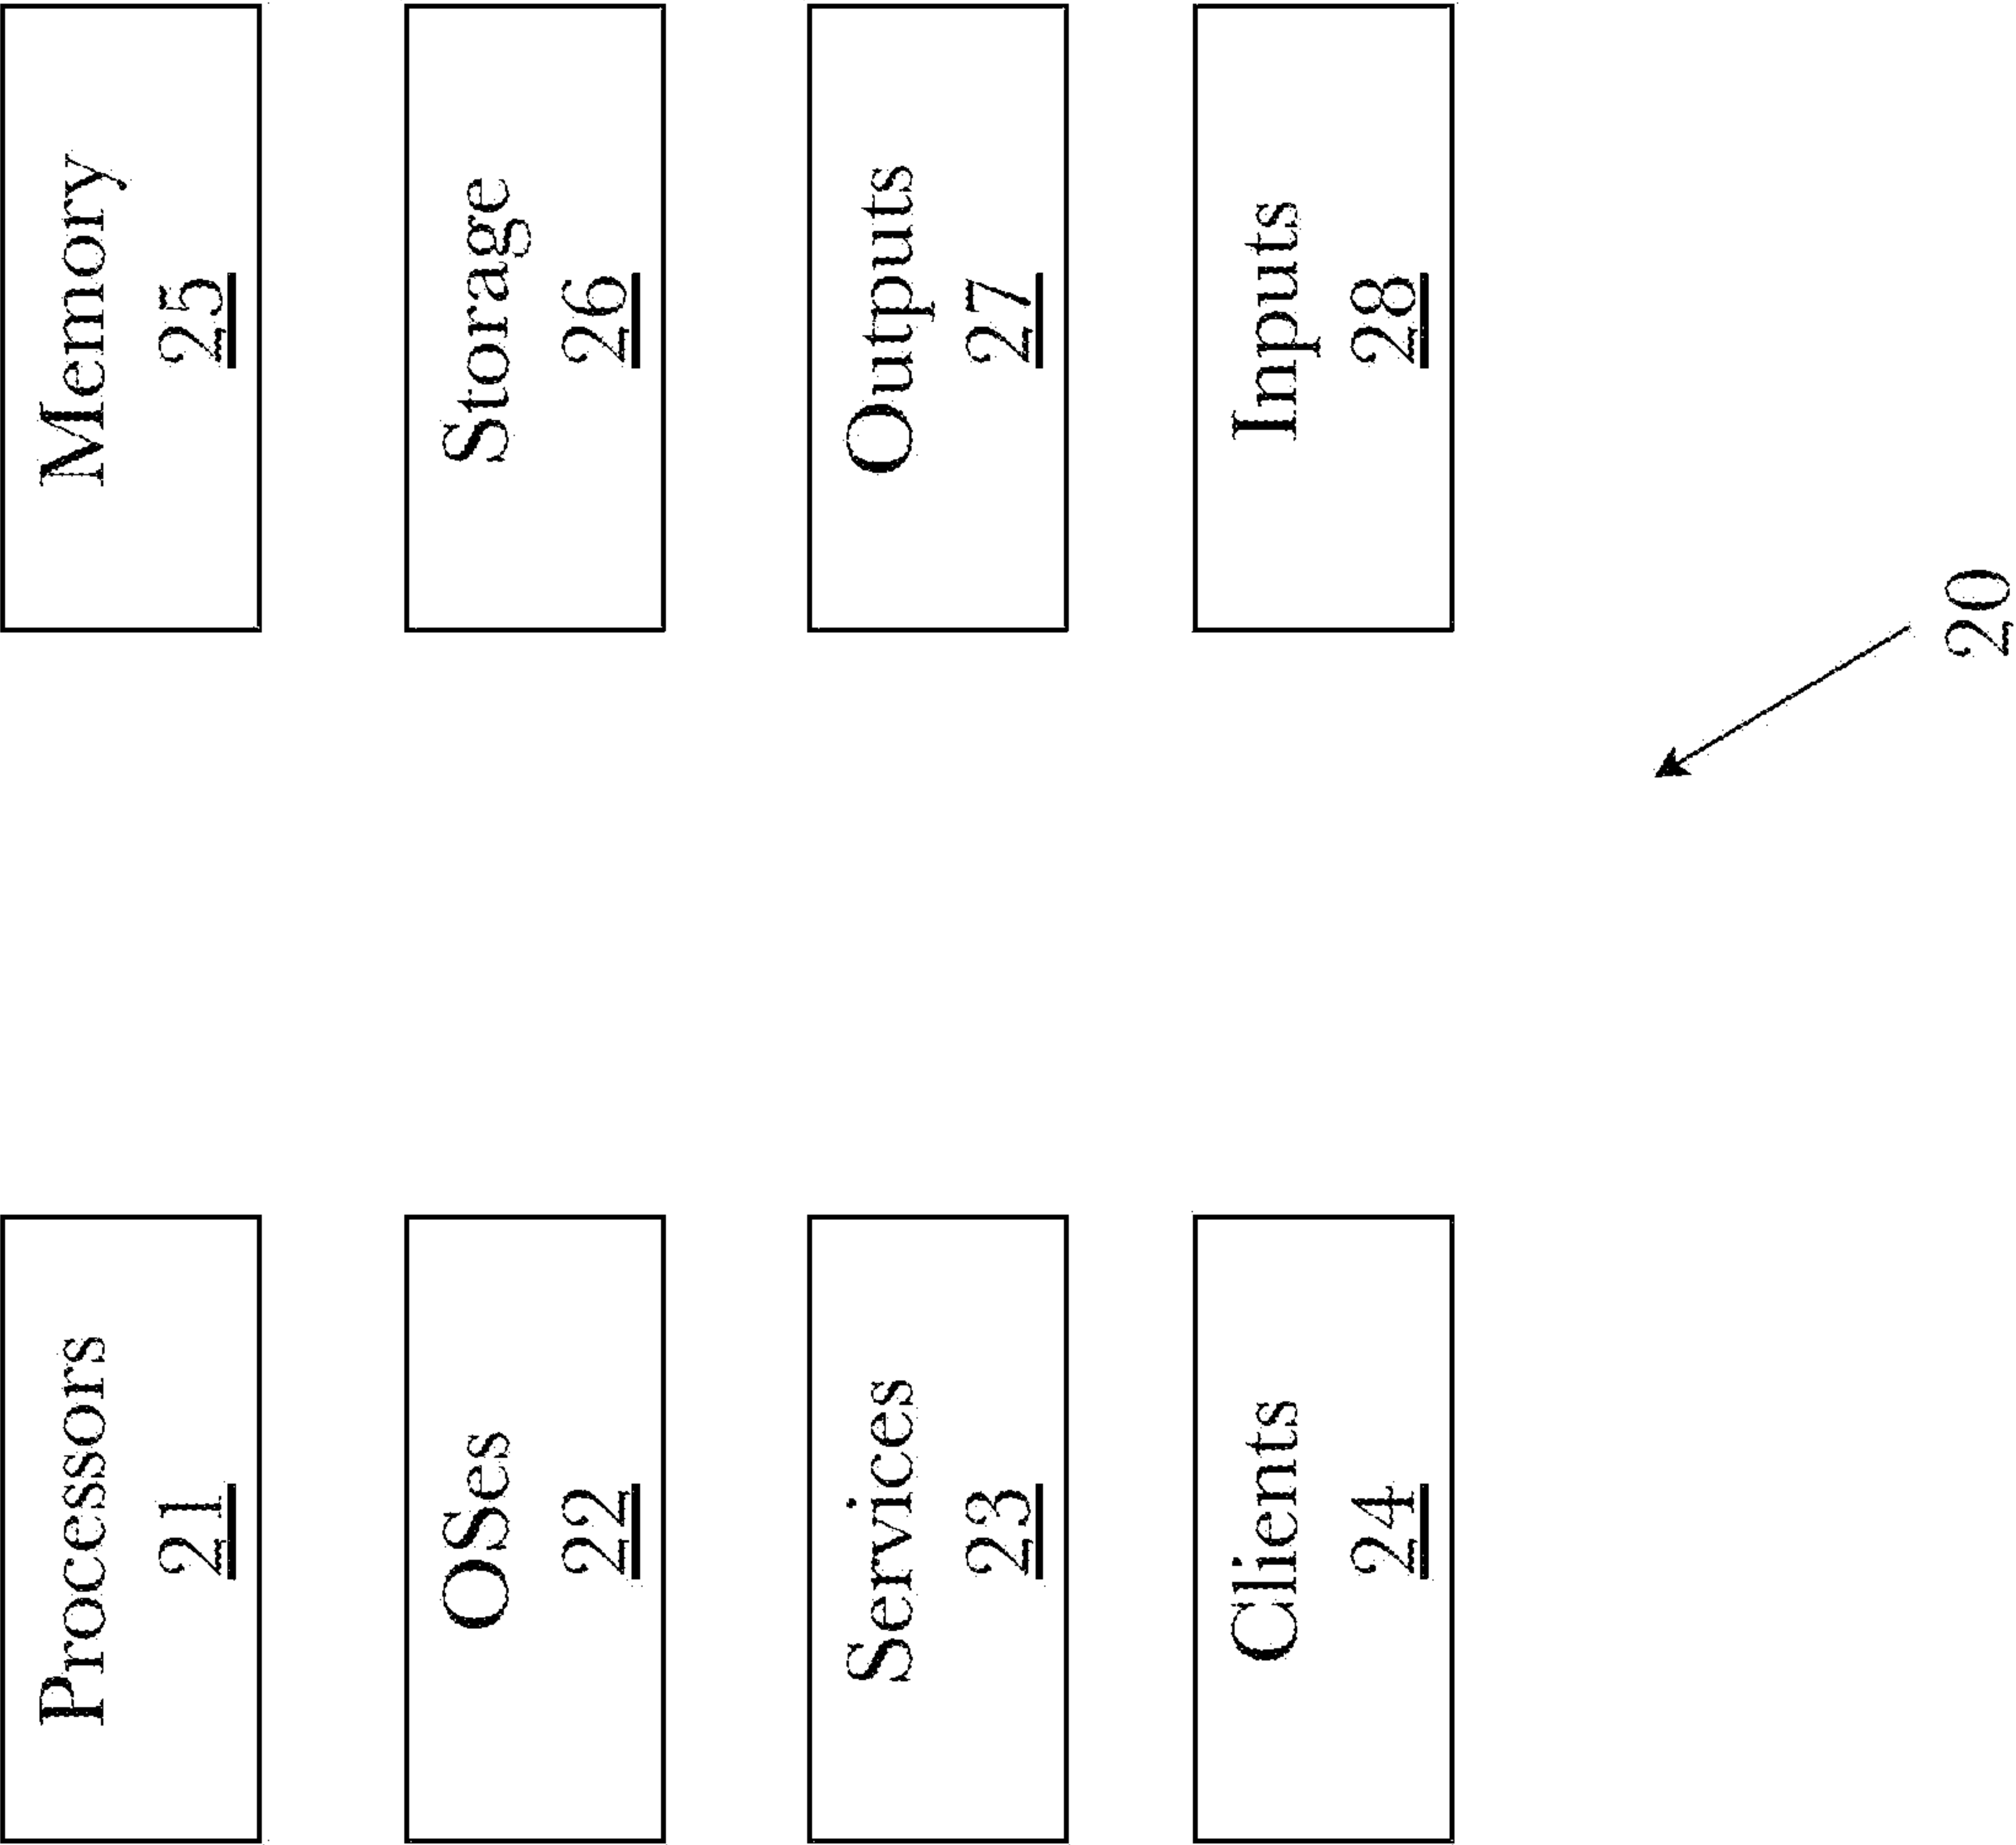 Processors
21
Memory
25
OSes
22
Storage
26
Services
23
Outputs
27
Clients
24
Inputs
28
20